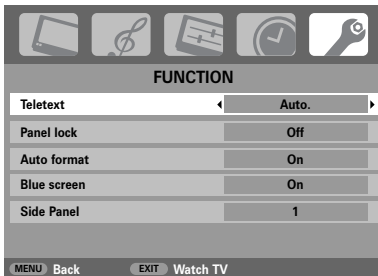 FUNCTION
Teletext Auto.
Panel lock Off
Auto format On
Blue screen On
Side Panel 1
MENU Back EXIT Watch TV